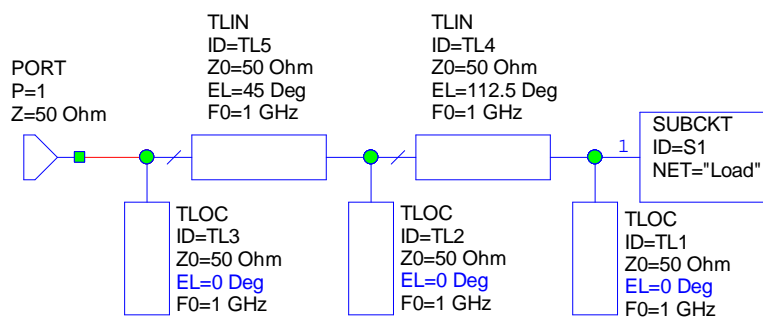 TLIN
ID=TL5
Z0=50 Ohm
EL=45 Deg
F0=1 GHz
TLIN
ID=TL4
Z0=50 Ohm
EL=112.5 Deg
F0=1 GHz
PORT
P=1
Z=50 Ohm
1
SUBCKT
ID=S1
NET="Load"
TLOC
ID=TL3
Z0=50 Ohm
EL=0 Deg
F0=1 GHz
TLOC
ID=TL2
Z0=50 Ohm
EL=0 Deg
F0=1 GHz
TLOC
ID=TL1
Z0=50 Ohm
EL=0 Deg
F0=1 GHz